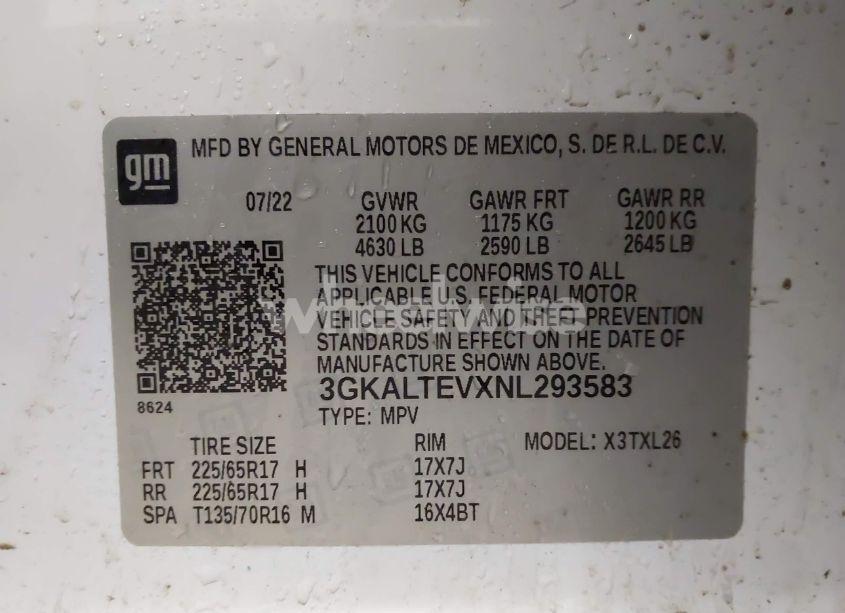 gm MFD BY GENERAL MOTORS DE MEXICO, S. DE R.L. DE C.V.
07/22 GVWR GAWR FRT GAWR RR
2100 KG 1175 KG 1200 KG
4630 LB 2590 LB 2645 LB
THIS VEHICLE CONFORMS TO ALL
APPLICABLE U.S. FEDERAL MOTOR
VEHICLE SAFETY AND THEFT PREVENTION
STANDARDS IN EFFECT ON THE DATE OF
MANUFACTURE SHOWN ABOVE.
3GKALTEVXNL293583
8624
TYPE: MPV
TIRE SIZE RIM MODEL: X3TXL26
FRT 225/65R17 H 17X7J
RR 225/65R17 H 17X7J
SPA T135/70R16 M 16X4BT